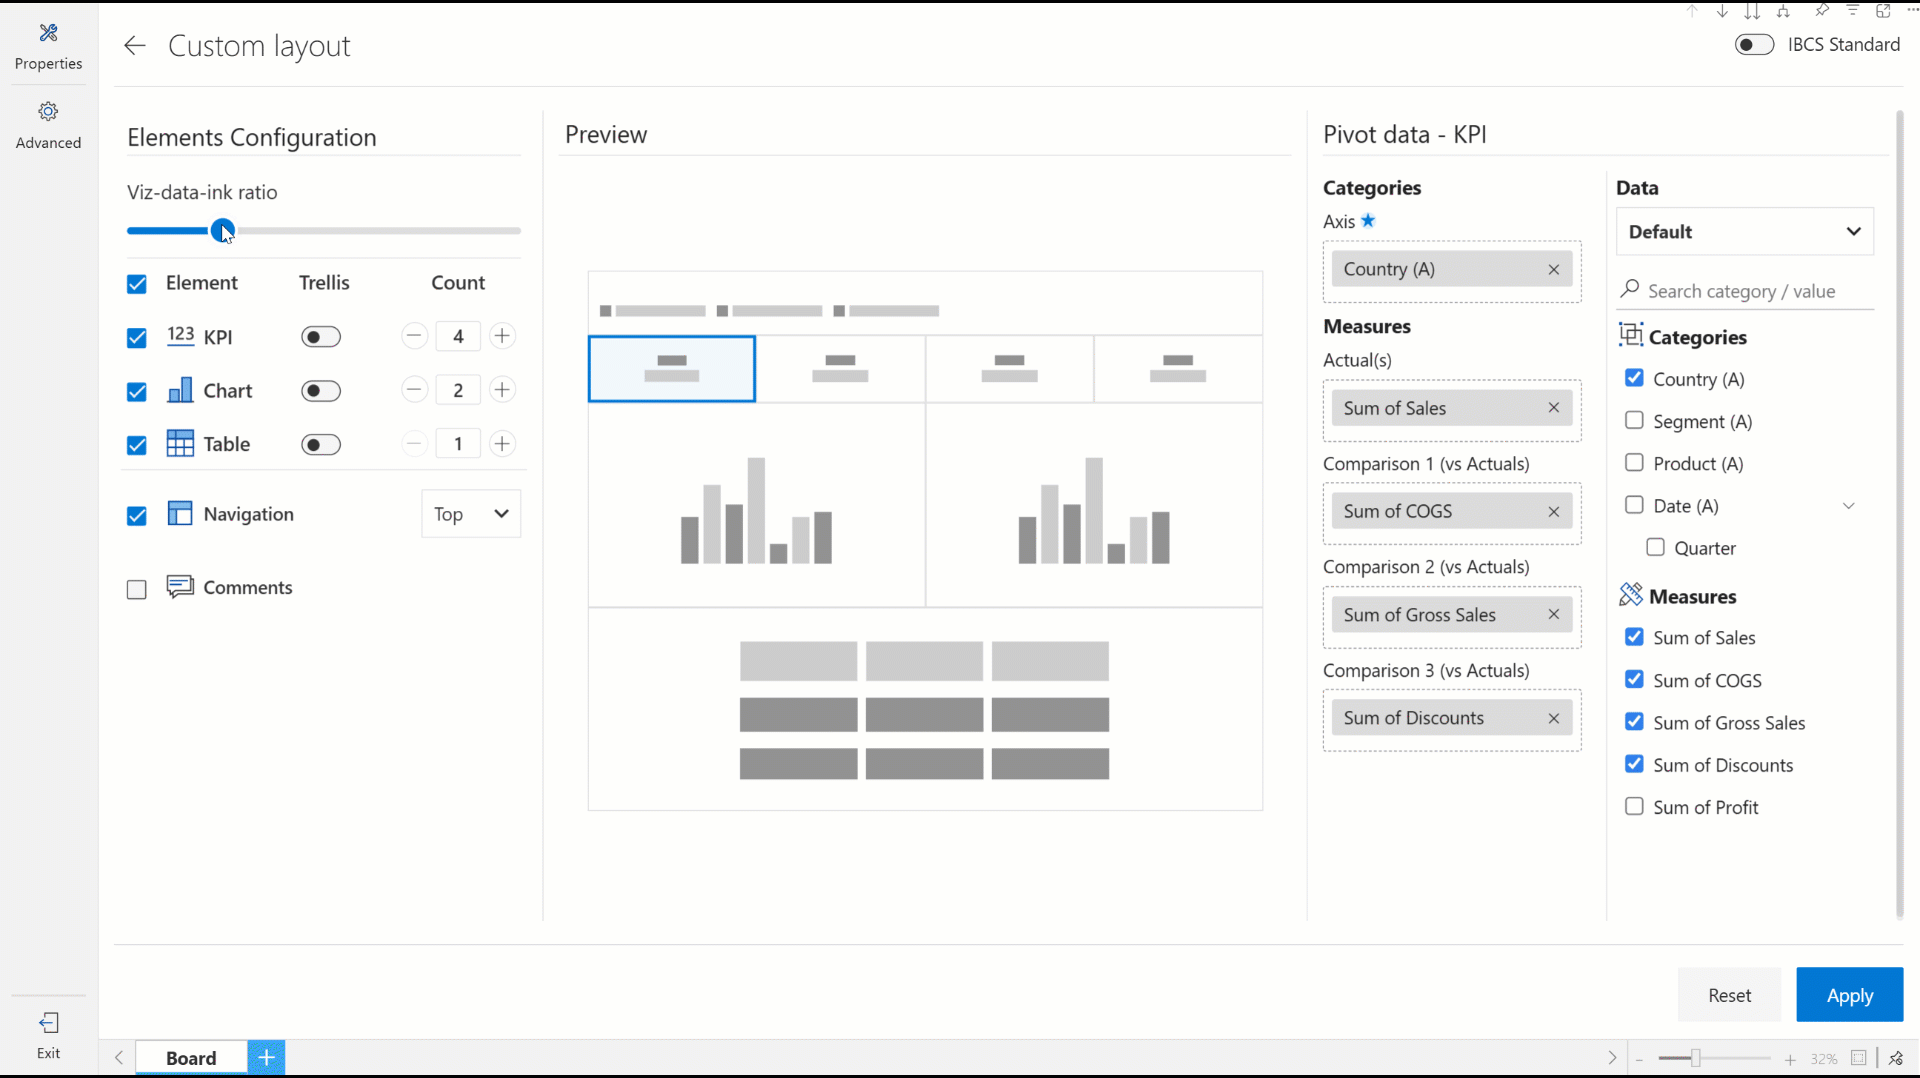 Properties
Advanced
Custom layout
IBCS Standard
Elements Configuration
Viz-data-ink ratio
Element Trellis Count
123 KPI 4
Chart 2
Table 1
Navigation Top
Comments
Preview
Pivot data - KPI
Categories
Axis
Country (A)
Measures
Actual(s)
Sum of Sales
Comparison 1 (vs Actuals)
Sum of COGS
Comparison 2 (vs Actuals)
Sum of Gross Sales
Comparison 3 (vs Actuals)
Sum of Discounts
Data
Default
Search category / value
Categories
Country (A)
Segment (A)
Product (A)
Date (A)
Quarter
Measures
Sum of Sales
Sum of COGS
Sum of Gross Sales
Sum of Discounts
Sum of Profit
Reset
Apply
Exit
Board
32%